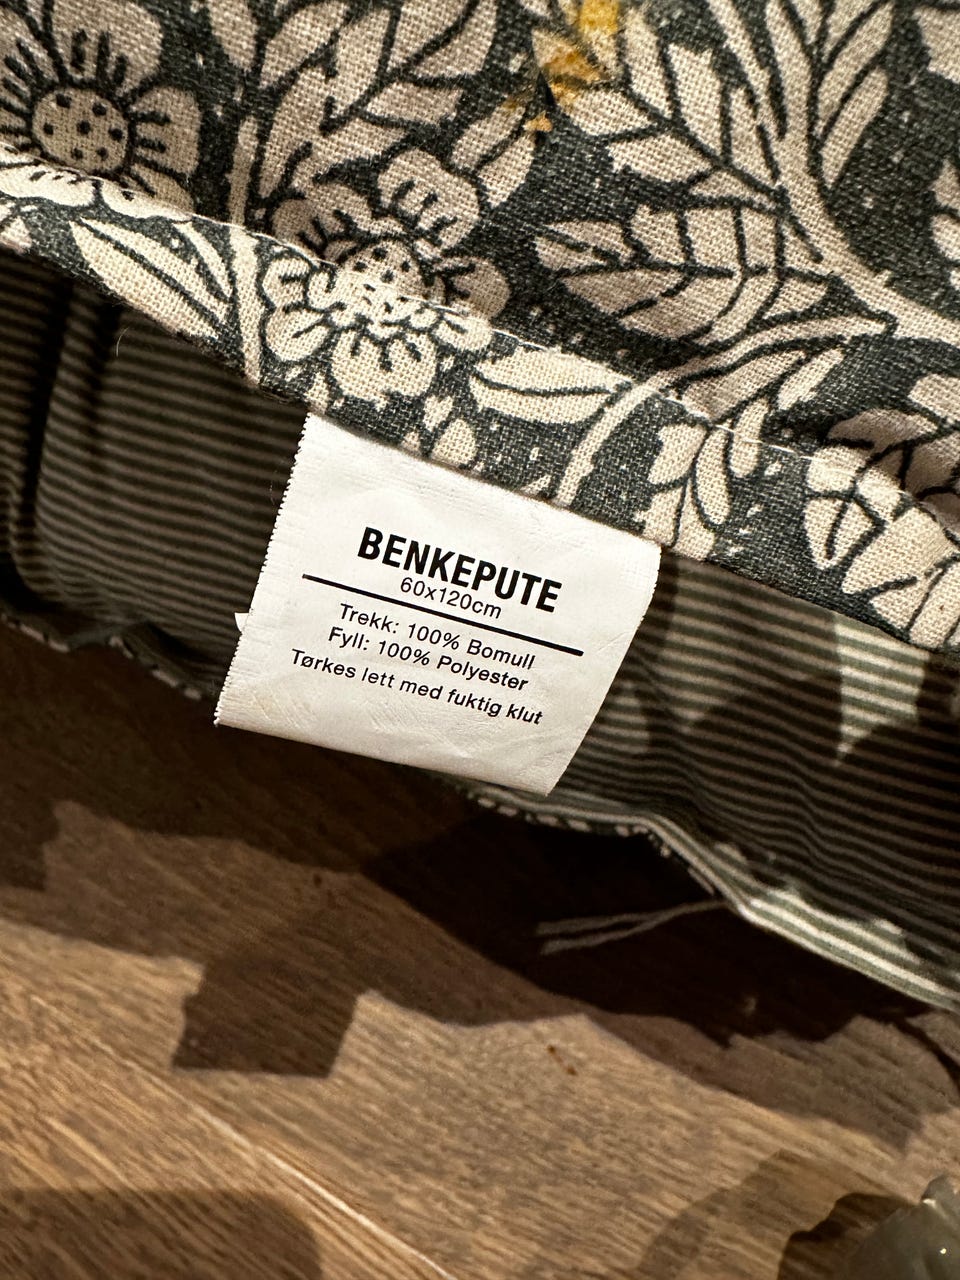 BENKEPUTE
60x120cm
Trekk: 100% Bomull
Fyll: 100% Polyester
Tørkes lett med fuktig klut